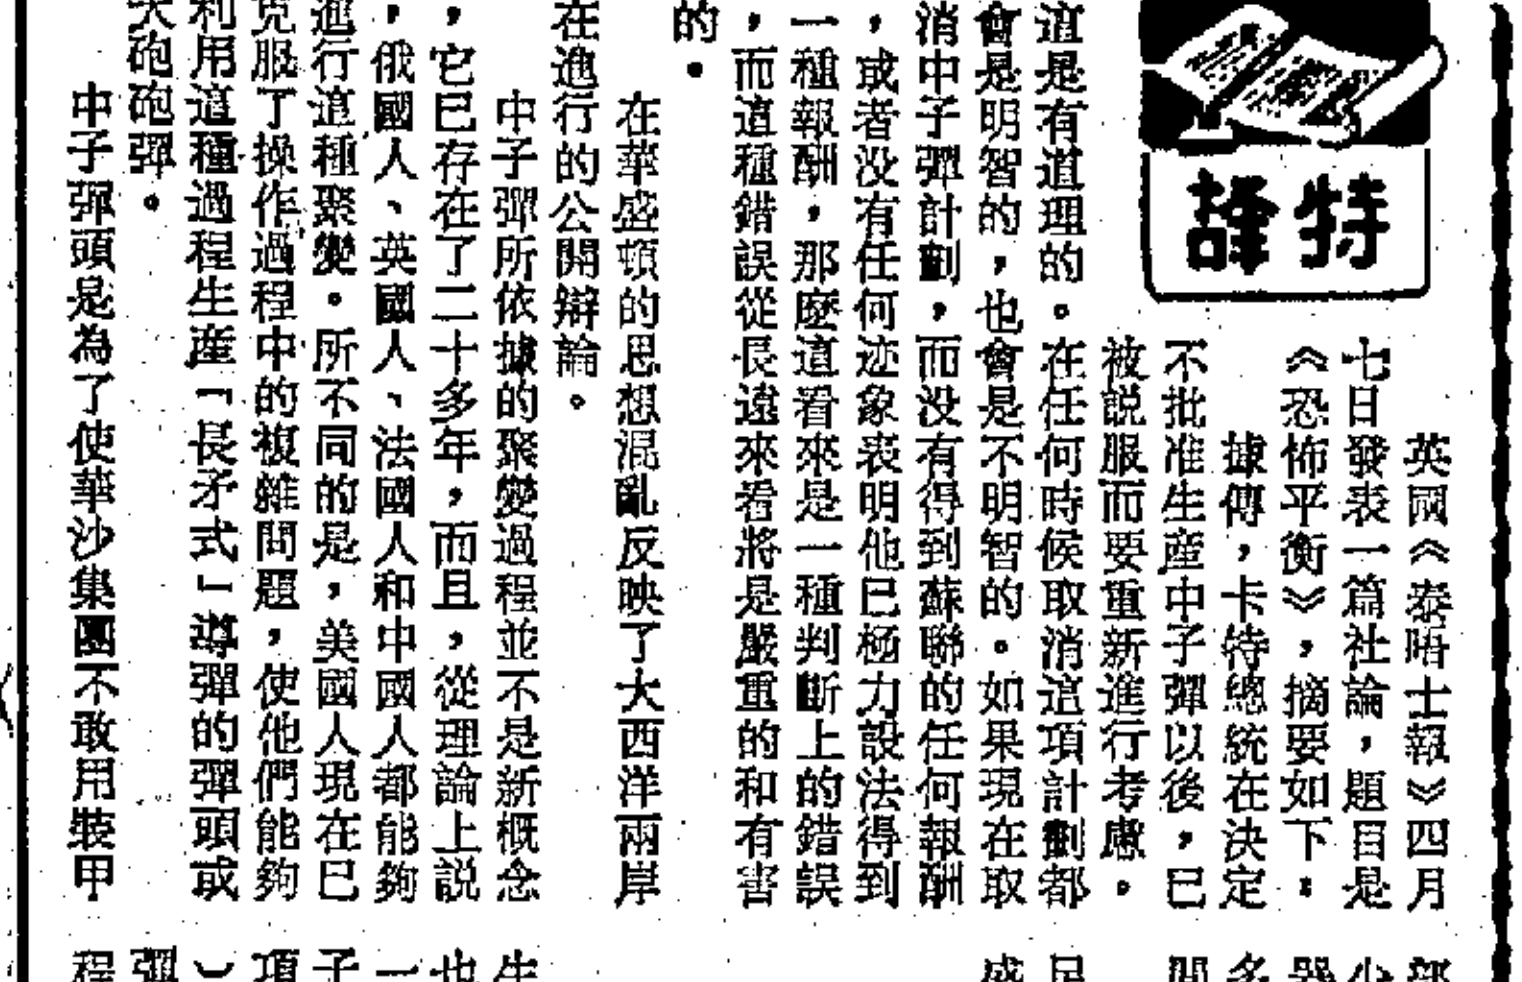 特譯
英國《泰晤士報》四月
七日發表一篇社論，題目是
《恐怖平衡》，摘要如下：
據傳，卡特總統在決定
不批准生産中子彈以後，已
被説服而要重新進行考慮。
在任何時候取消這項計劃都
這是有道理的。
會是明智的，也會是不明智的。如果現在取
消中子彈計劃，而没有得到蘇聯的任何報酬
，或者没有任何迹象表明他已極力設法得到
一種報酬，那麼這看來是一種判斷上的錯誤
，而這種錯誤從長遠來看將是嚴重的和有害
的。
在華盛頓的思想混亂反映了大西洋兩岸
在進行的公開辯論。
中子彈所依據的聚變過程並不是新概念
，它已存在了二十多年，而且，從理論上説
，俄國人、英國人、法國人和中國人都能夠
進行這種聚變。所不同的是，美國人現在已
克服了操作過程中的複雜問題，使他們能夠
利用這種過程生産「長矛式」導彈的彈頭或
大砲砲彈。
中子彈頭是為了使華沙集團不敢用裝甲